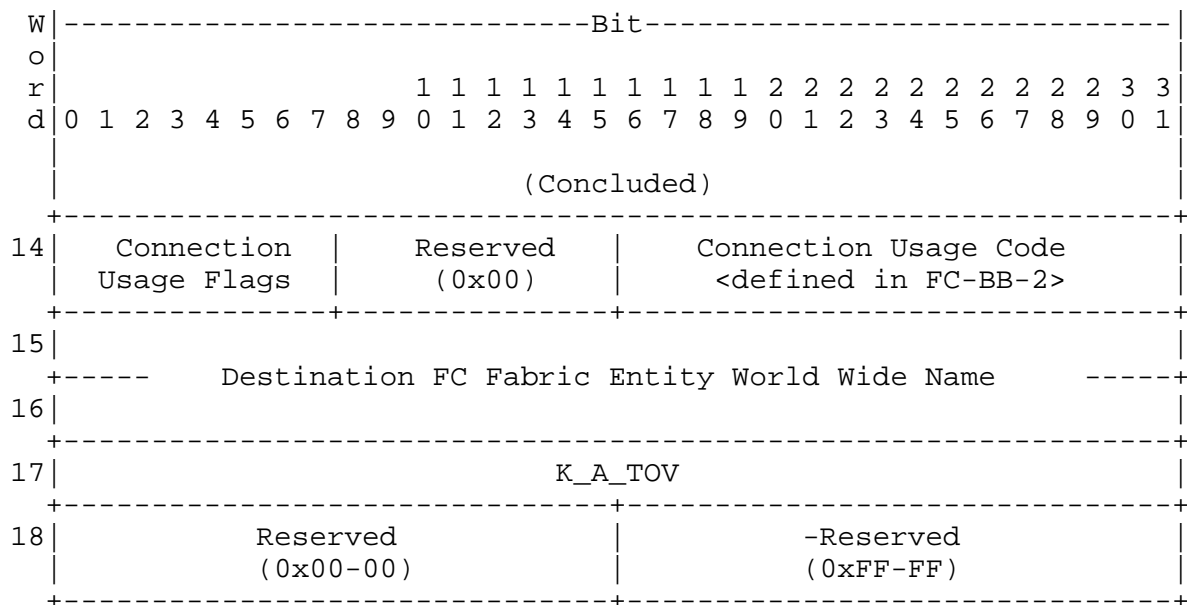 W|------------------------------Bit------------------------------|
o|                                                               |
r|                    1 1 1 1 1 1 1 1 1 1 2 2 2 2 2 2 2 2 2 2 3 3|
d|0 1 2 3 4 5 6 7 8 9 0 1 2 3 4 5 6 7 8 9 0 1 2 3 4 5 6 7 8 9 0 1|
|                                                               |
|                          (Concluded)                          |
+---------------------------------------------------------------+
14|   Connection  |    Reserved   |    Connection Usage Code      |
|  Usage Flags  |     (0x00)    |     <defined in FC-BB-2>      |
+---------------+---------------+-------------------------------+
15|                                                               |
+-----    Destination FC Fabric Entity World Wide Name     -----+
16|                                                               |
+---------------------------------------------------------------+
17|                            K_A_TOV                            |
+-------------------------------+-------------------------------+
18|           Reserved            |          -Reserved            |
|           (0x00-00)           |          (0xFF-FF)            |
+-------------------------------+-------------------------------+